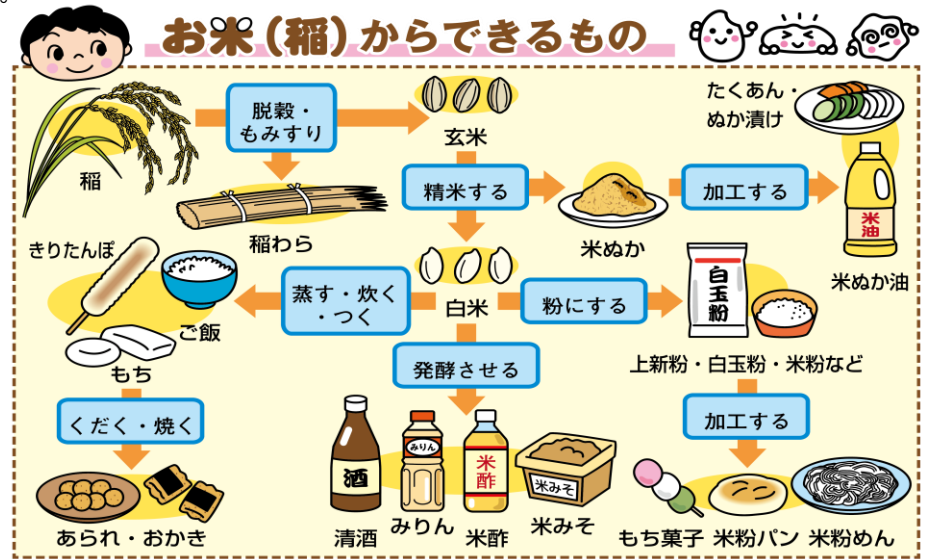 お米(稲)からできるもの
稲
脱穀・
もみすり
玄米
稲わら
精米する
米ぬか
加工する
たくあん・
ぬか漬け
米油
米ぬか油
白米
蒸す・炊く
・つく
きりたんぽ
ご飯
もち
くだく・焼く
あられ・おかき
発酵させる
酒
清酒
みりん
みりん
米酢
米酢
米みそ
米みそ
粉にする
白玉粉
上新粉・白玉粉・米粉など
加工する
もち菓子
米粉パン
米粉めん